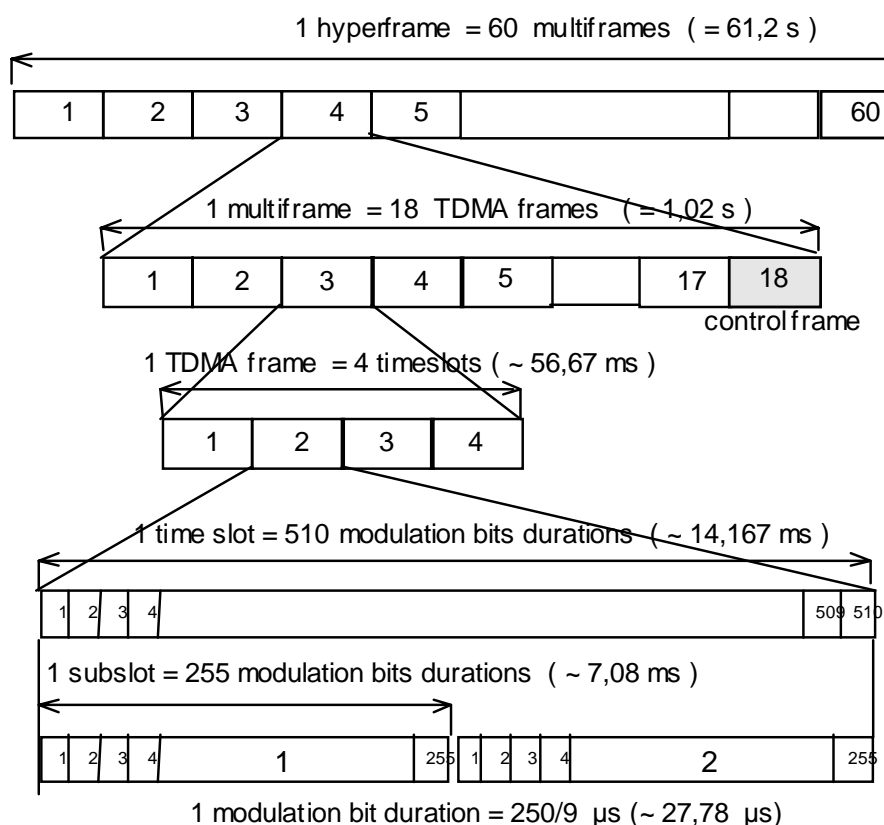 1 hyperframe = 60 multiframes ( = 61,2 s )
1 2 3 4 5 60
1 multiframe = 18 TDMA frames ( = 1,02 s )
1 2 3 4 5 17 18
control frame
1 TDMA frame = 4 timeslots ( ~ 56,67 ms )
1 2 3 4
1 time slot = 510 modulation bits durations ( ~ 14,167 ms )
1 2 3 4 509 510
1 subslot = 255 modulation bits durations ( ~ 7,08 ms )
1 2 3 4 1 255 1 2 3 4 2 255
1 modulation bit duration = 250/9 µs (~ 27,78 µs)